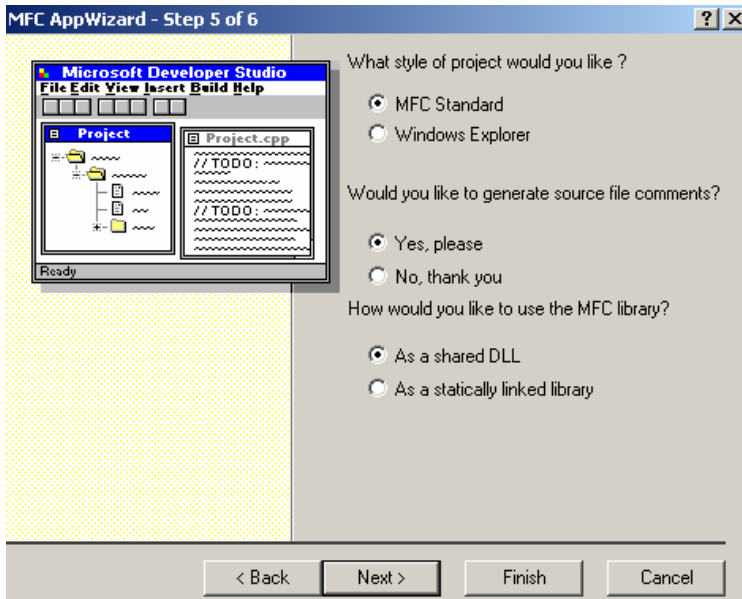 MFC AppWizard - Step 5 of 6
Microsoft Developer Studio
File Edit View Insert Build Help
Project
Project.cpp
// TODO:
// TODO:
Ready
What style of project would you like ?
MFC Standard
Windows Explorer
Would you like to generate source file comments?
Yes, please
No, thank you
How would you like to use the MFC library?
As a shared DLL
As a statically linked library
< Back
Next >
Finish
Cancel